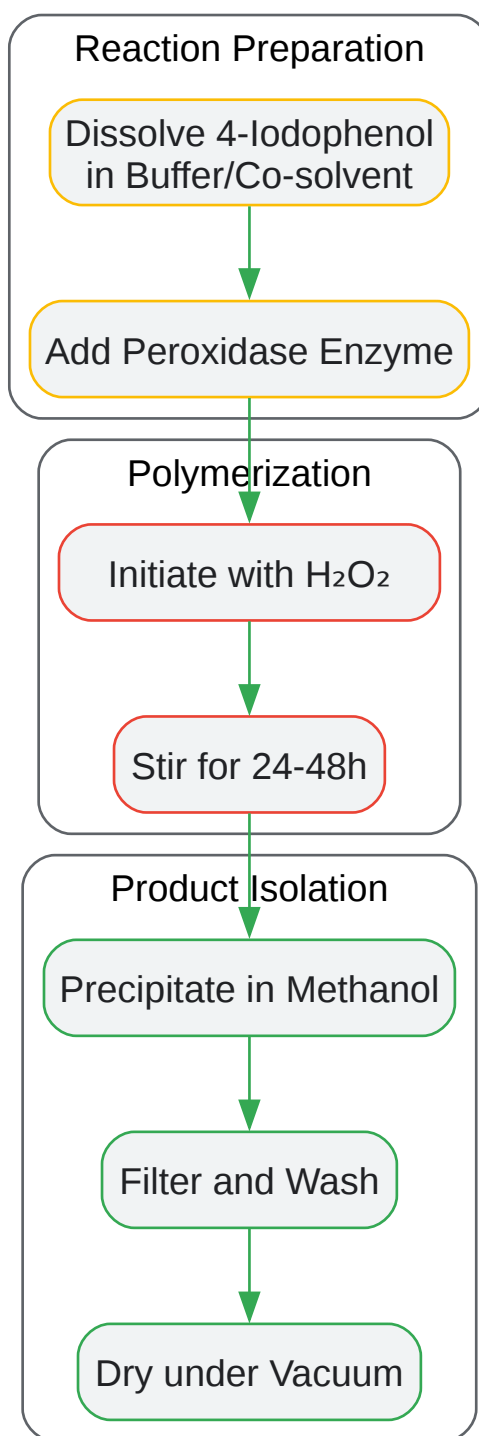 Reaction Preparation
Dissolve 4-Iodophenol
in Buffer/Co-solvent
Add Peroxidase Enzyme
Polymerization
Initiate with H₂O₂
Stir for 24-48h
Product Isolation
Precipitate in Methanol
Filter and Wash
Dry under Vacuum